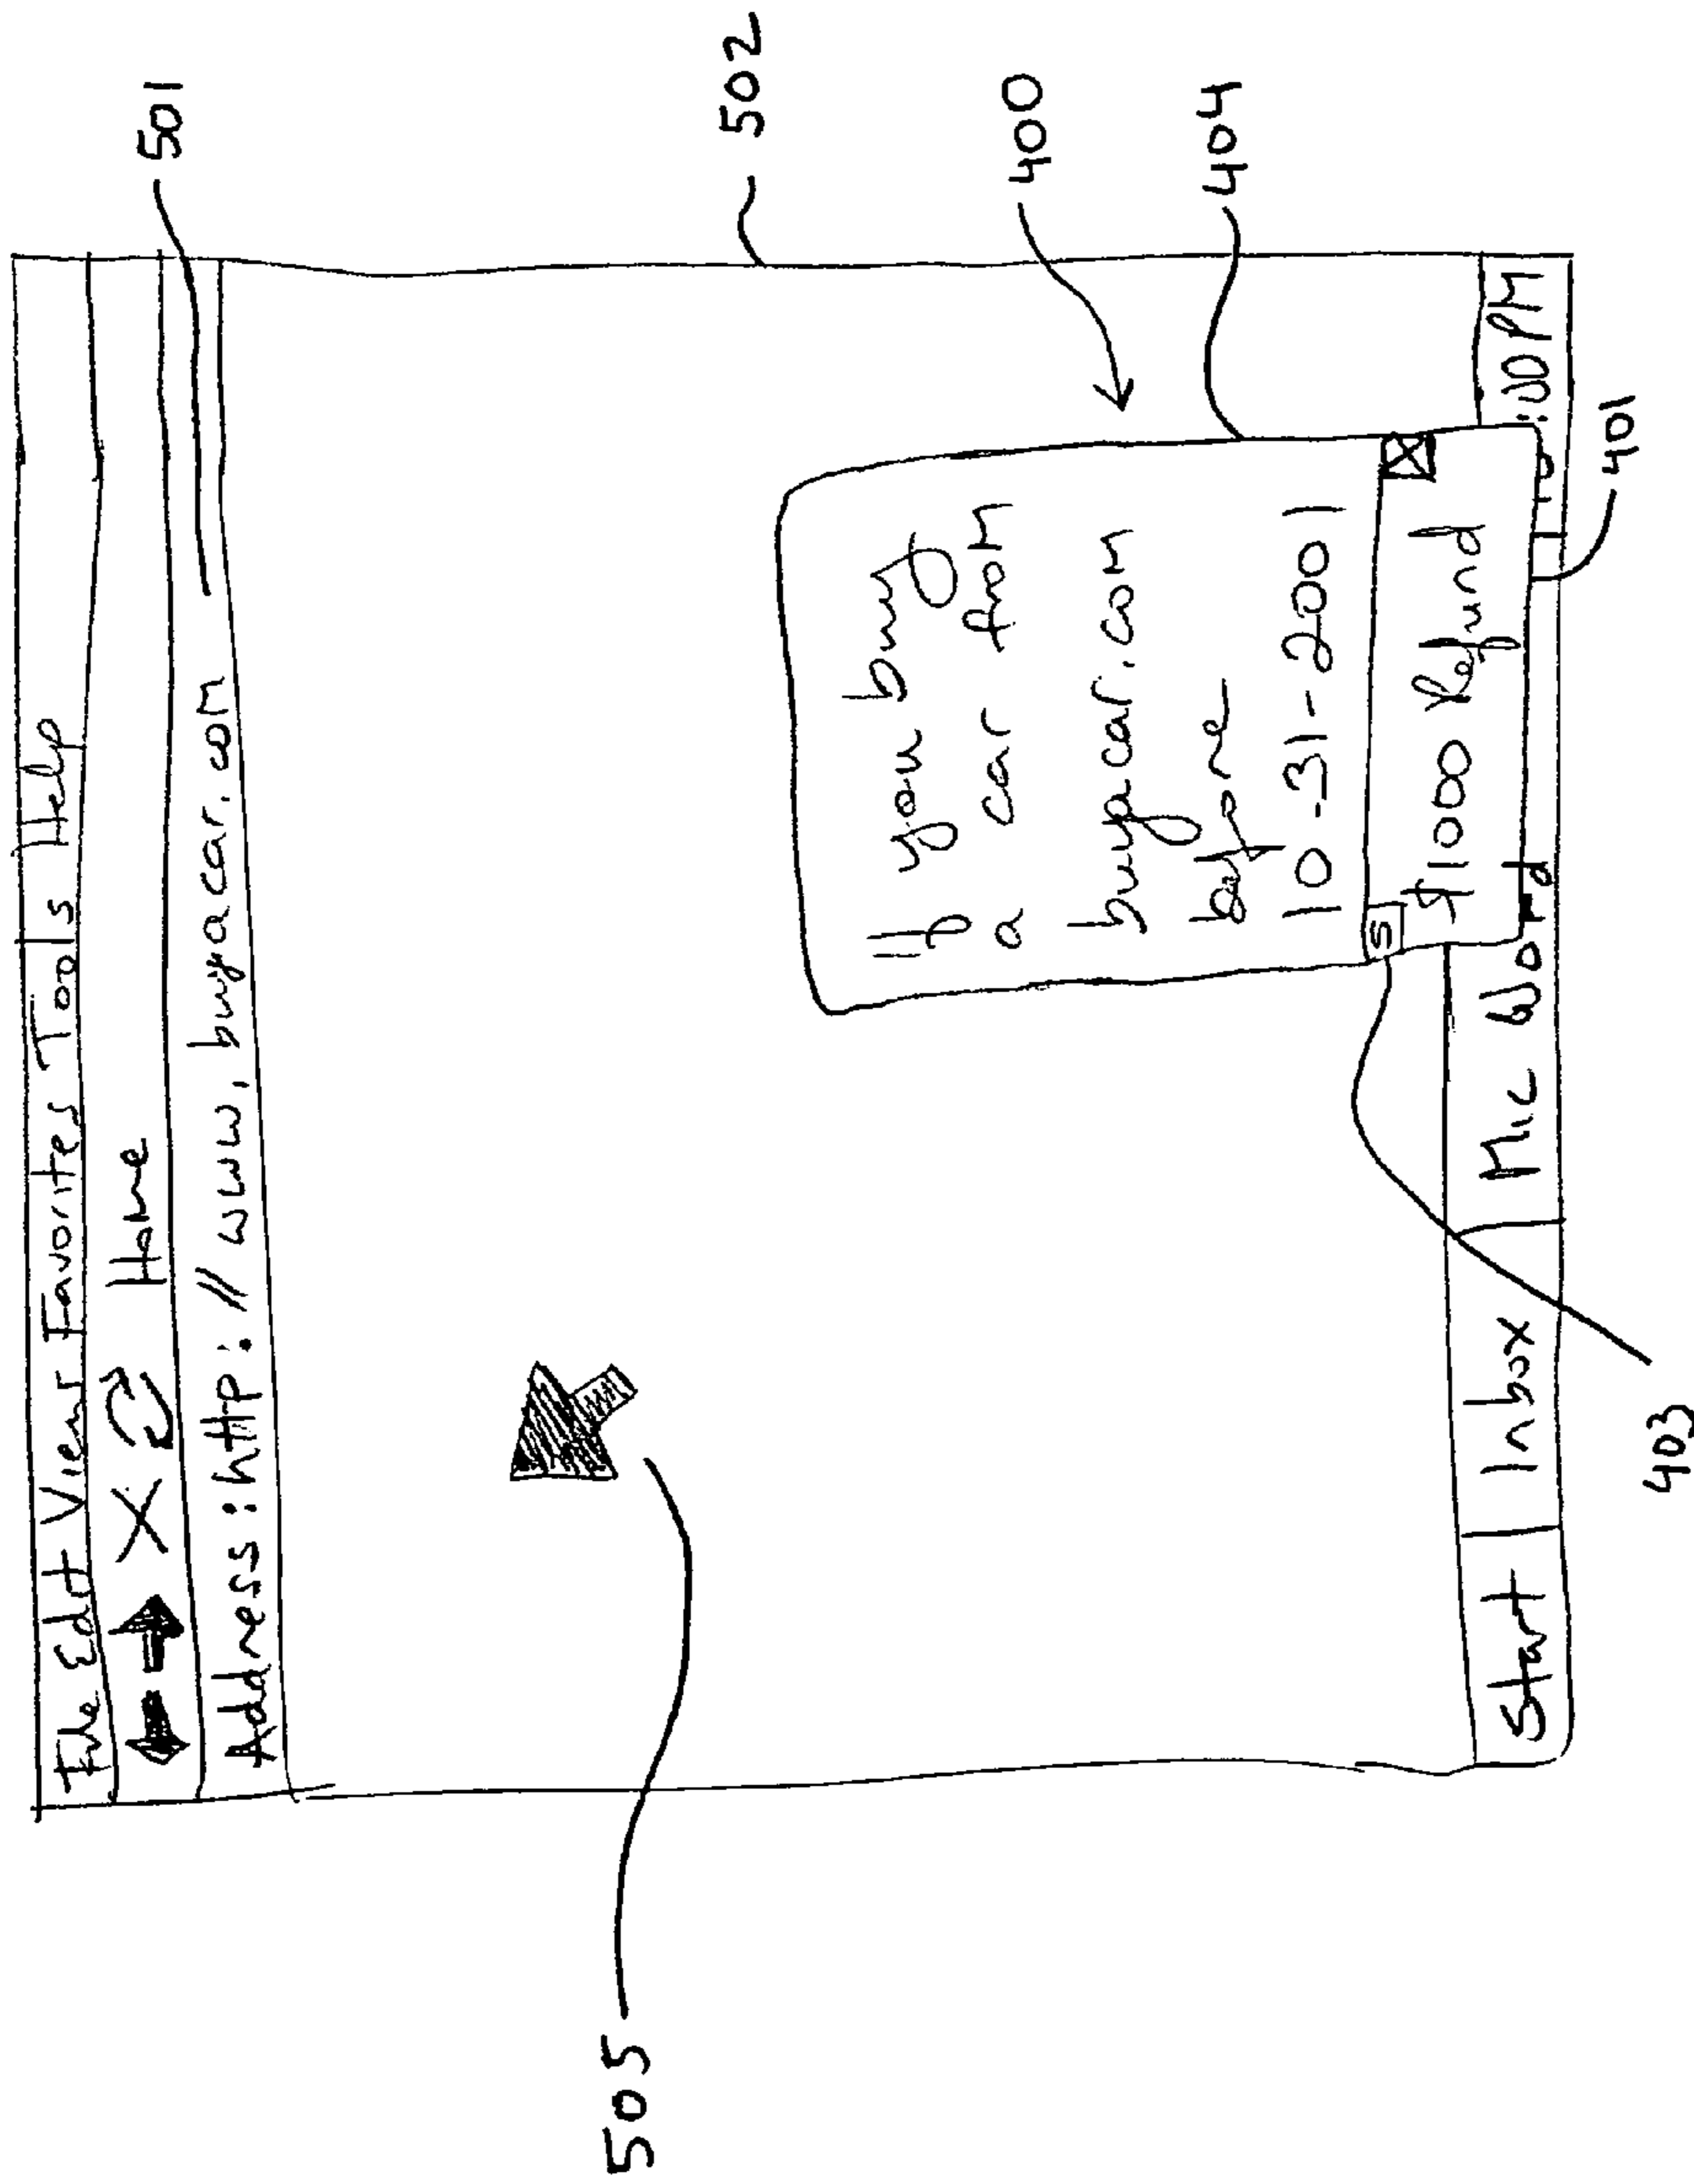 File Edit View Favorites Tools Help
X Home
Address: http://www.buyacar.com
501
502
505
If you buy
a car from
buyacar.com
before
10-31-2001
400
404
S
$1000 Refund
Start Inbox Mic Word :00 PM
403
401